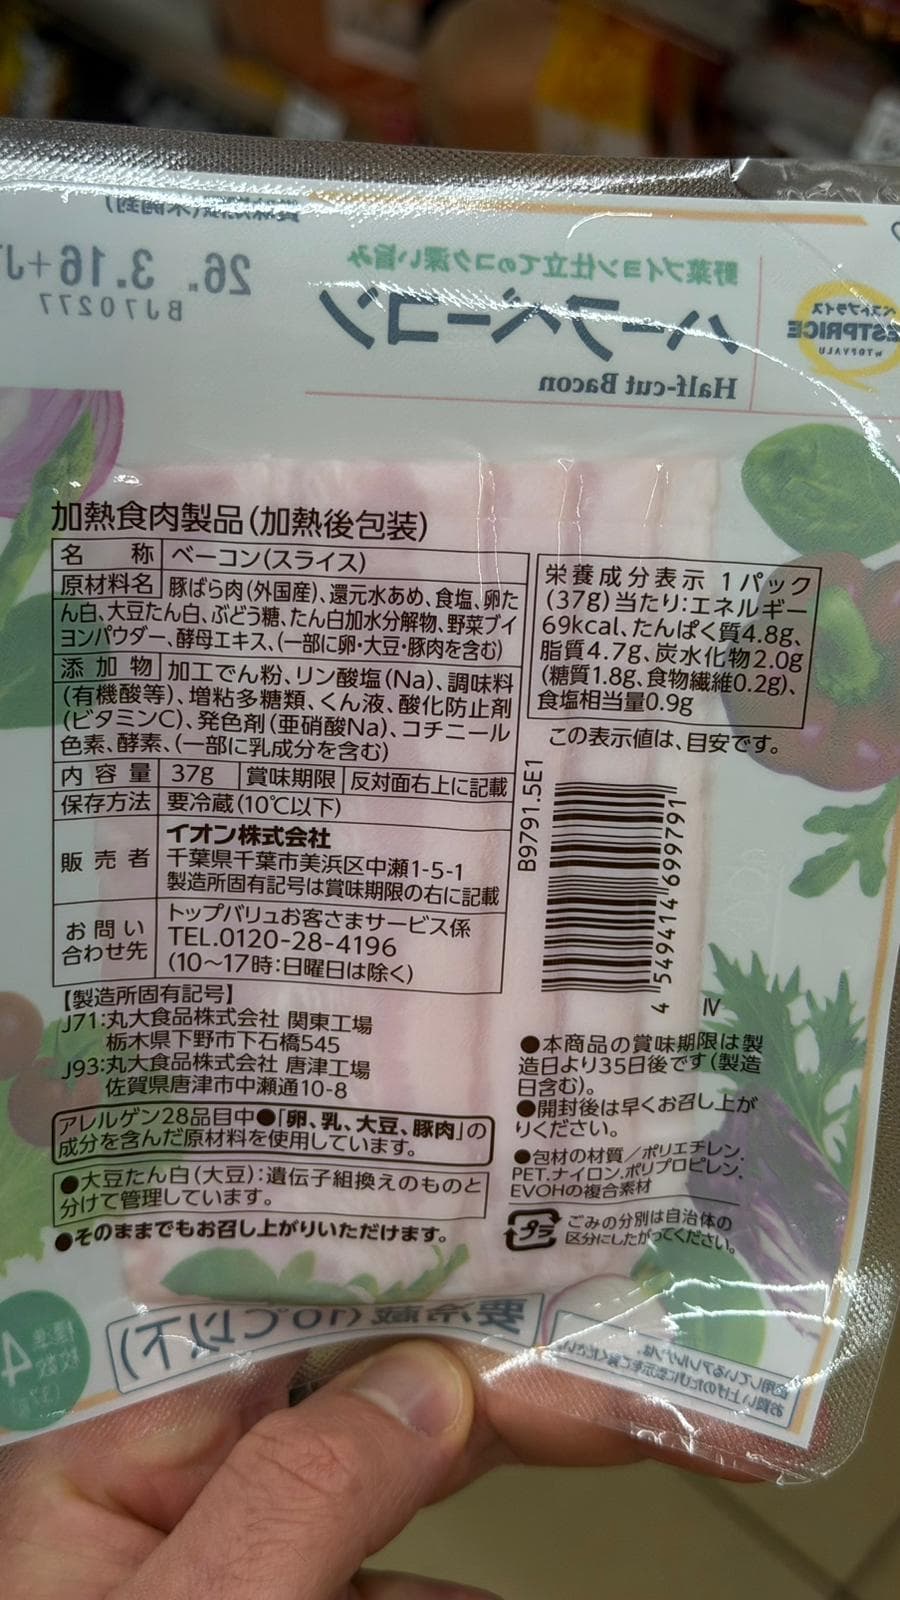 賞味期限(未開封)
26. 3.16+J
BJ70277
野菜ブイヨン仕立てのコク深い旨み
ハーフベーコン
Half-cut Bacon
ベストプライス
ESTPRICE
by TOPVALU
加熱食肉製品(加熱後包装)
名 称 ベーコン(スライス)
原材料名 豚ばら肉(外国産)、還元水あめ、食塩、卵た
ん白、大豆たん白、ぶどう糖、たん白加水分解物、野菜ブイ
ヨンパウダー、酵母エキス、(一部に卵・大豆・豚肉を含む)
添加物 加工でん粉、リン酸塩(Na)、調味料
(有機酸等)、増粘多糖類、くん液、酸化防止剤
(ビタミンC)、発色剤(亜硝酸Na)、コチニール
色素、酵素、(一部に乳成分を含む)
内容量 37g 賞味期限 反対面右上に記載
保存方法 要冷蔵(10℃以下)
販売者 イオン株式会社
千葉県千葉市美浜区中瀬1-5-1
製造所固有記号は賞味期限の右に記載
お問い
合わせ先
トップバリュお客さまサービス係
TEL.0120-28-4196
(10〜17時:日曜日は除く)
【製造所固有記号】
J71:丸大食品株式会社 関東工場
栃木県下野市下石橋545
J93:丸大食品株式会社 唐津工場
佐賀県唐津市中瀬通10-8
アレルゲン28品目中●「卵、乳、大豆、豚肉」の
成分を含んだ原材料を使用しています。
●大豆たん白(大豆):遺伝子組換えのものと
分けて管理しています。
●そのままでもお召し上がりいただけます。
栄養成分表示 1パック
(37g)当たり:エネルギー
69kcal、たんぱく質4.8g、
脂質4.7g、炭水化物2.0g
(糖質1.8g、食物繊維0.2g)、
食塩相当量0.9g
この表示値は、目安です。
B9791.5E1
4 549414 699791
Ⅳ
●本商品の賞味期限は製
造日より35日後です(製造
日含む)。
●開封後は早くお召し上が
りください。
●包材の材質/ポリエチレン、
PET、ナイロン、ポリプロピレン、
EVOHの複合素材
プラ
ごみの分別は自治体の
区分にしたがってください。
要冷蔵(10℃以下)
標準
枚数
4